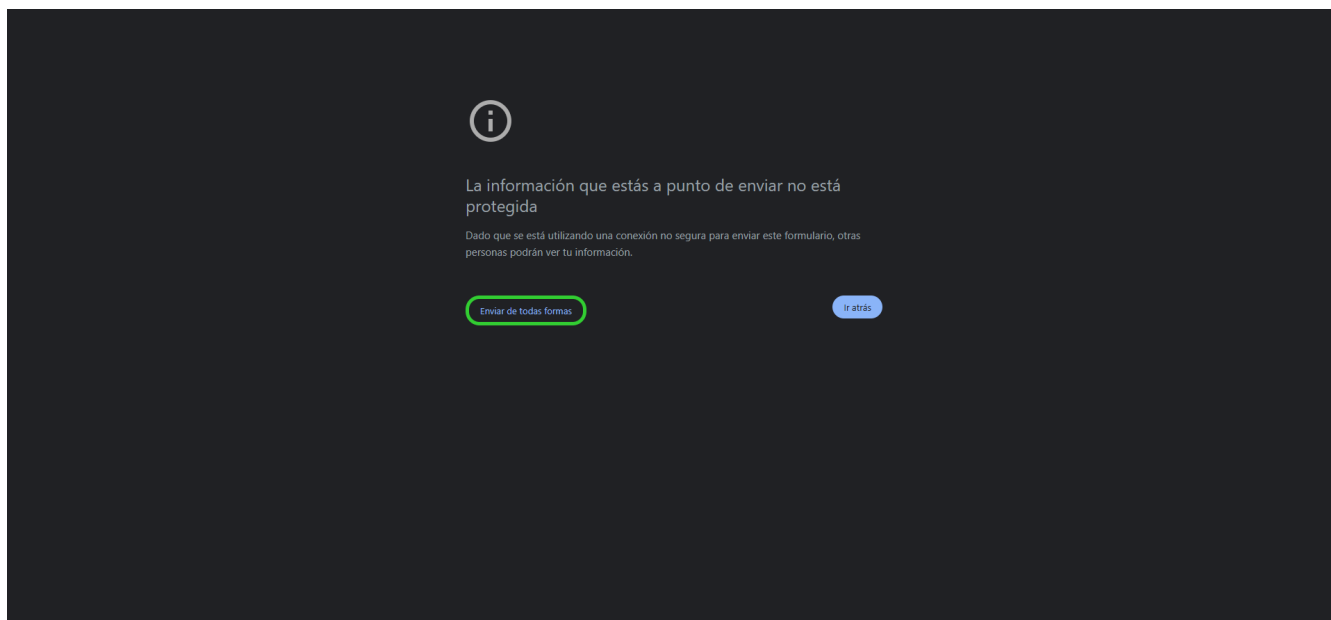 La información que estás a punto de enviar no está
protegida
Dado que se está utilizando una conexión no segura para enviar este formulario, otras
personas podrán ver tu información.
Enviar de todas formas
Ir atrás